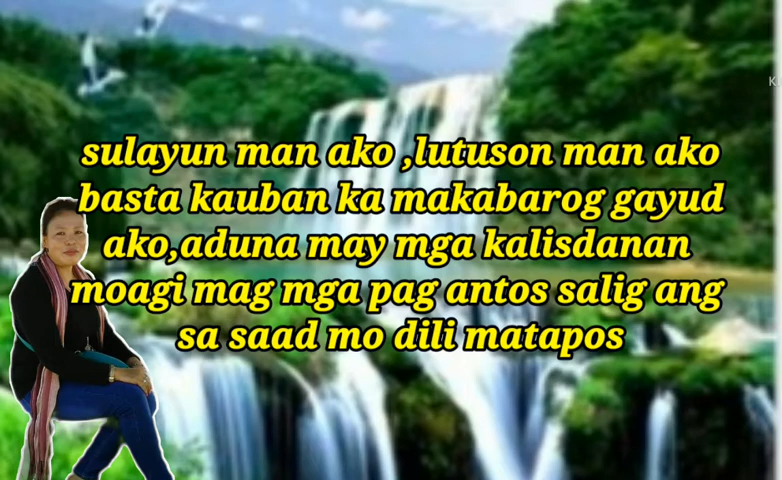 sulayun man ako ,lutuson man ako
basta kauban ka makabarog gayud
ako,aduna may mga kalisdanan
moagi mag mga pag antos salig ang
sa saad mo dili matapos